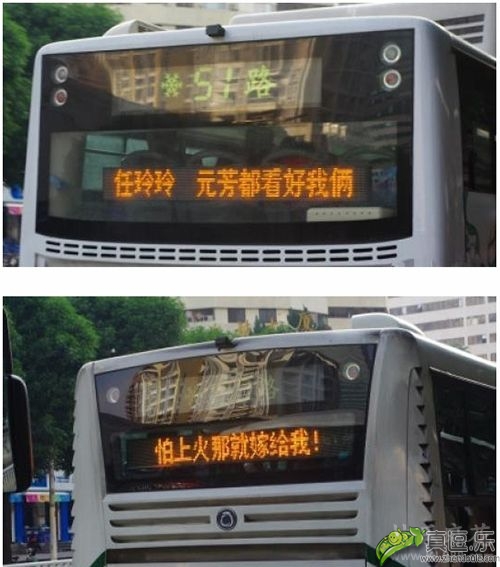 ※51路
任玲玲 元芳都看好我俩
怕上火那就嫁给我！